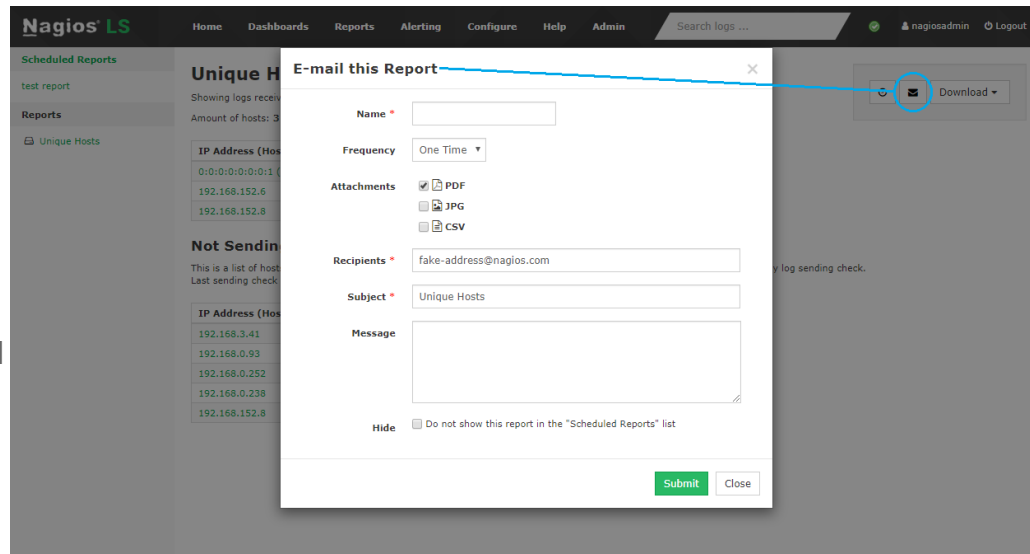 Nagios LS Home Dashboards Reports Alerting Configure Help Admin Search logs ... nagiosadmin Logout
Scheduled Reports
test report
Reports
Unique Hosts
Unique H
Showing logs receiv
Amount of hosts: 3
IP Address (Hos
0:0:0:0:0:0:0:1 (
192.168.152.6
192.168.152.8
Not Sendin
This is a list of host
y log sending check.
Last sending check
IP Address (Hos
192.168.3.41
192.168.0.93
192.168.0.252
192.168.0.238
192.168.152.8
Download
E-mail this Report
Name *
Frequency One Time
Attachments PDF
JPG
CSV
Recipients * fake-address@nagios.com
Subject * Unique Hosts
Message
Hide Do not show this report in the "Scheduled Reports" list
Submit Close